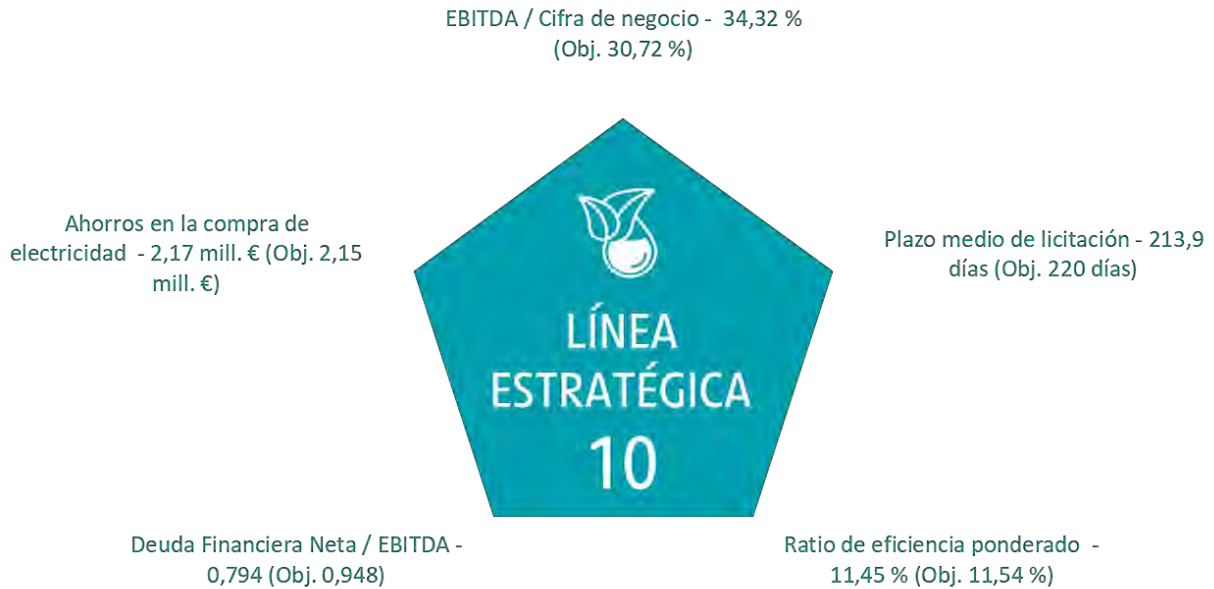 EBITDA / Cifra de negocio - 34,32 %
(Obj. 30,72 %)
Ahorros en la compra de
electricidad - 2,17 mill. € (Obj. 2,15
mill. €)
Plazo medio de licitación - 213,9
días (Obj. 220 días)
LÍNEA
ESTRATÉGICA
10
Deuda Financiera Neta / EBITDA -
0,794 (Obj. 0,948)
Ratio de eficiencia ponderado -
11,45 % (Obj. 11,54 %)